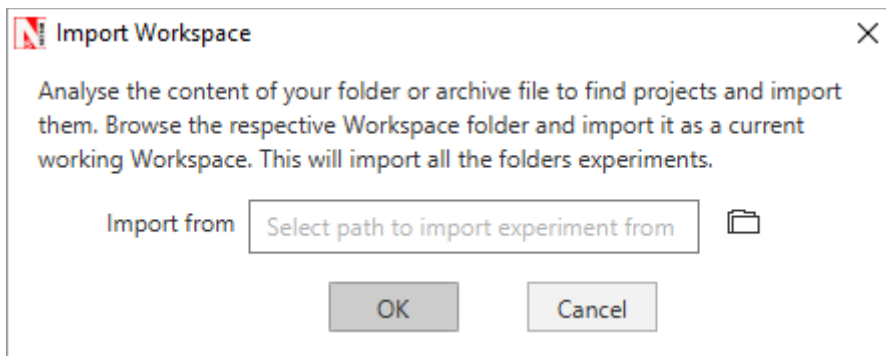 Import Workspace
Analyse the content of your folder or archive file to find projects and import
them. Browse the respective Workspace folder and import it as a current
working Workspace. This will import all the folders experiments.
Import from Select path to import experiment from
OK Cancel